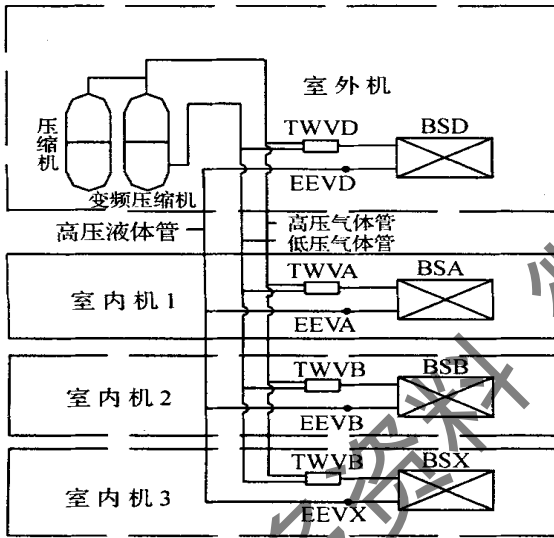 室外机
压缩机
变频压缩机
TWVD
BSD
EEVD
高压液体管
高压气体管
低压气体管
室内机1
TWVA
BSA
EEVA
室内机2
TWVB
BSB
EEVB
室内机3
TWVB
BSX
EEVX
资料